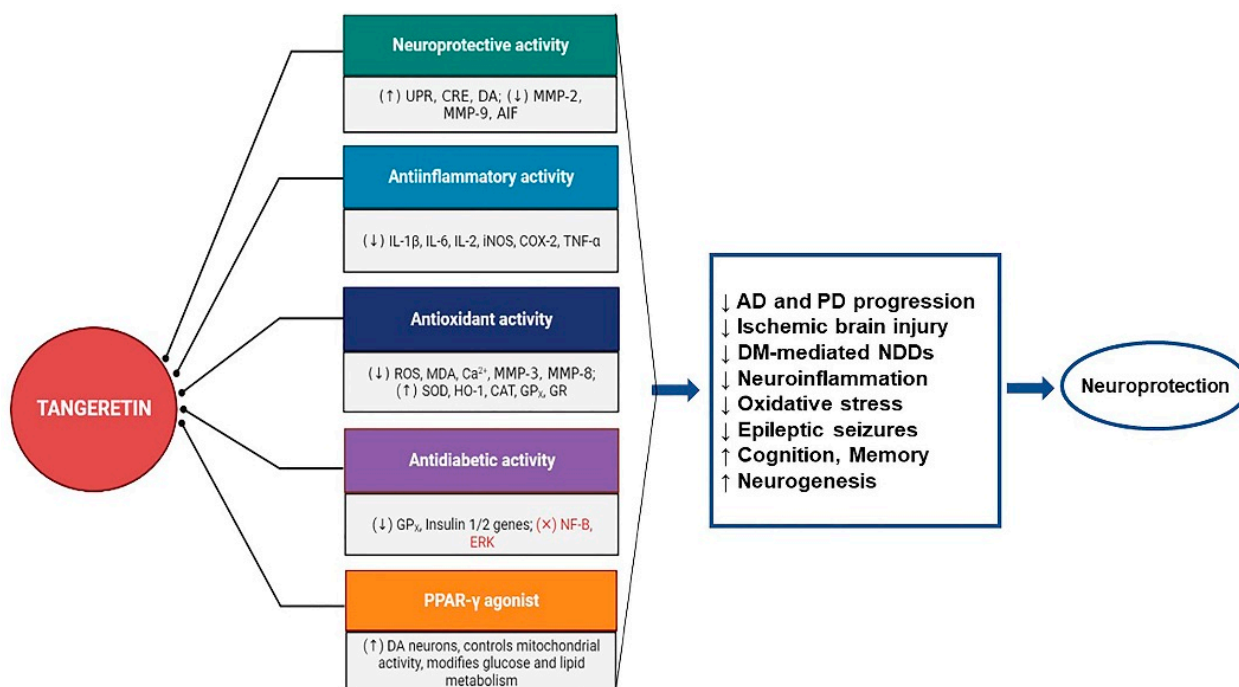 TANGERETIN
Neuroprotective activity
(↑) UPR, CRE, DA; (↓) MMP-2,
MMP-9, AIF
Antiinflammatory activity
(↓) IL-1β, IL-6, IL-2, iNOS, COX-2, TNF-α
Antioxidant activity
(↓) ROS, MDA, Ca²⁺, MMP-3, MMP-8;
(↑) SOD, HO-1, CAT, GPₓ, GR
Antidiabetic activity
(↓) GPₓ, Insulin 1/2 genes; (×) NF-B,
ERK
PPAR-γ agonist
(↑) DA neurons, controls mitochondrial
activity, modifies glucose and lipid
metabolism
↓ AD and PD progression
↓ Ischemic brain injury
↓ DM-mediated NDDs
↓ Neuroinflammation
↓ Oxidative stress
↓ Epileptic seizures
↑ Cognition, Memory
↑ Neurogenesis
Neuroprotection